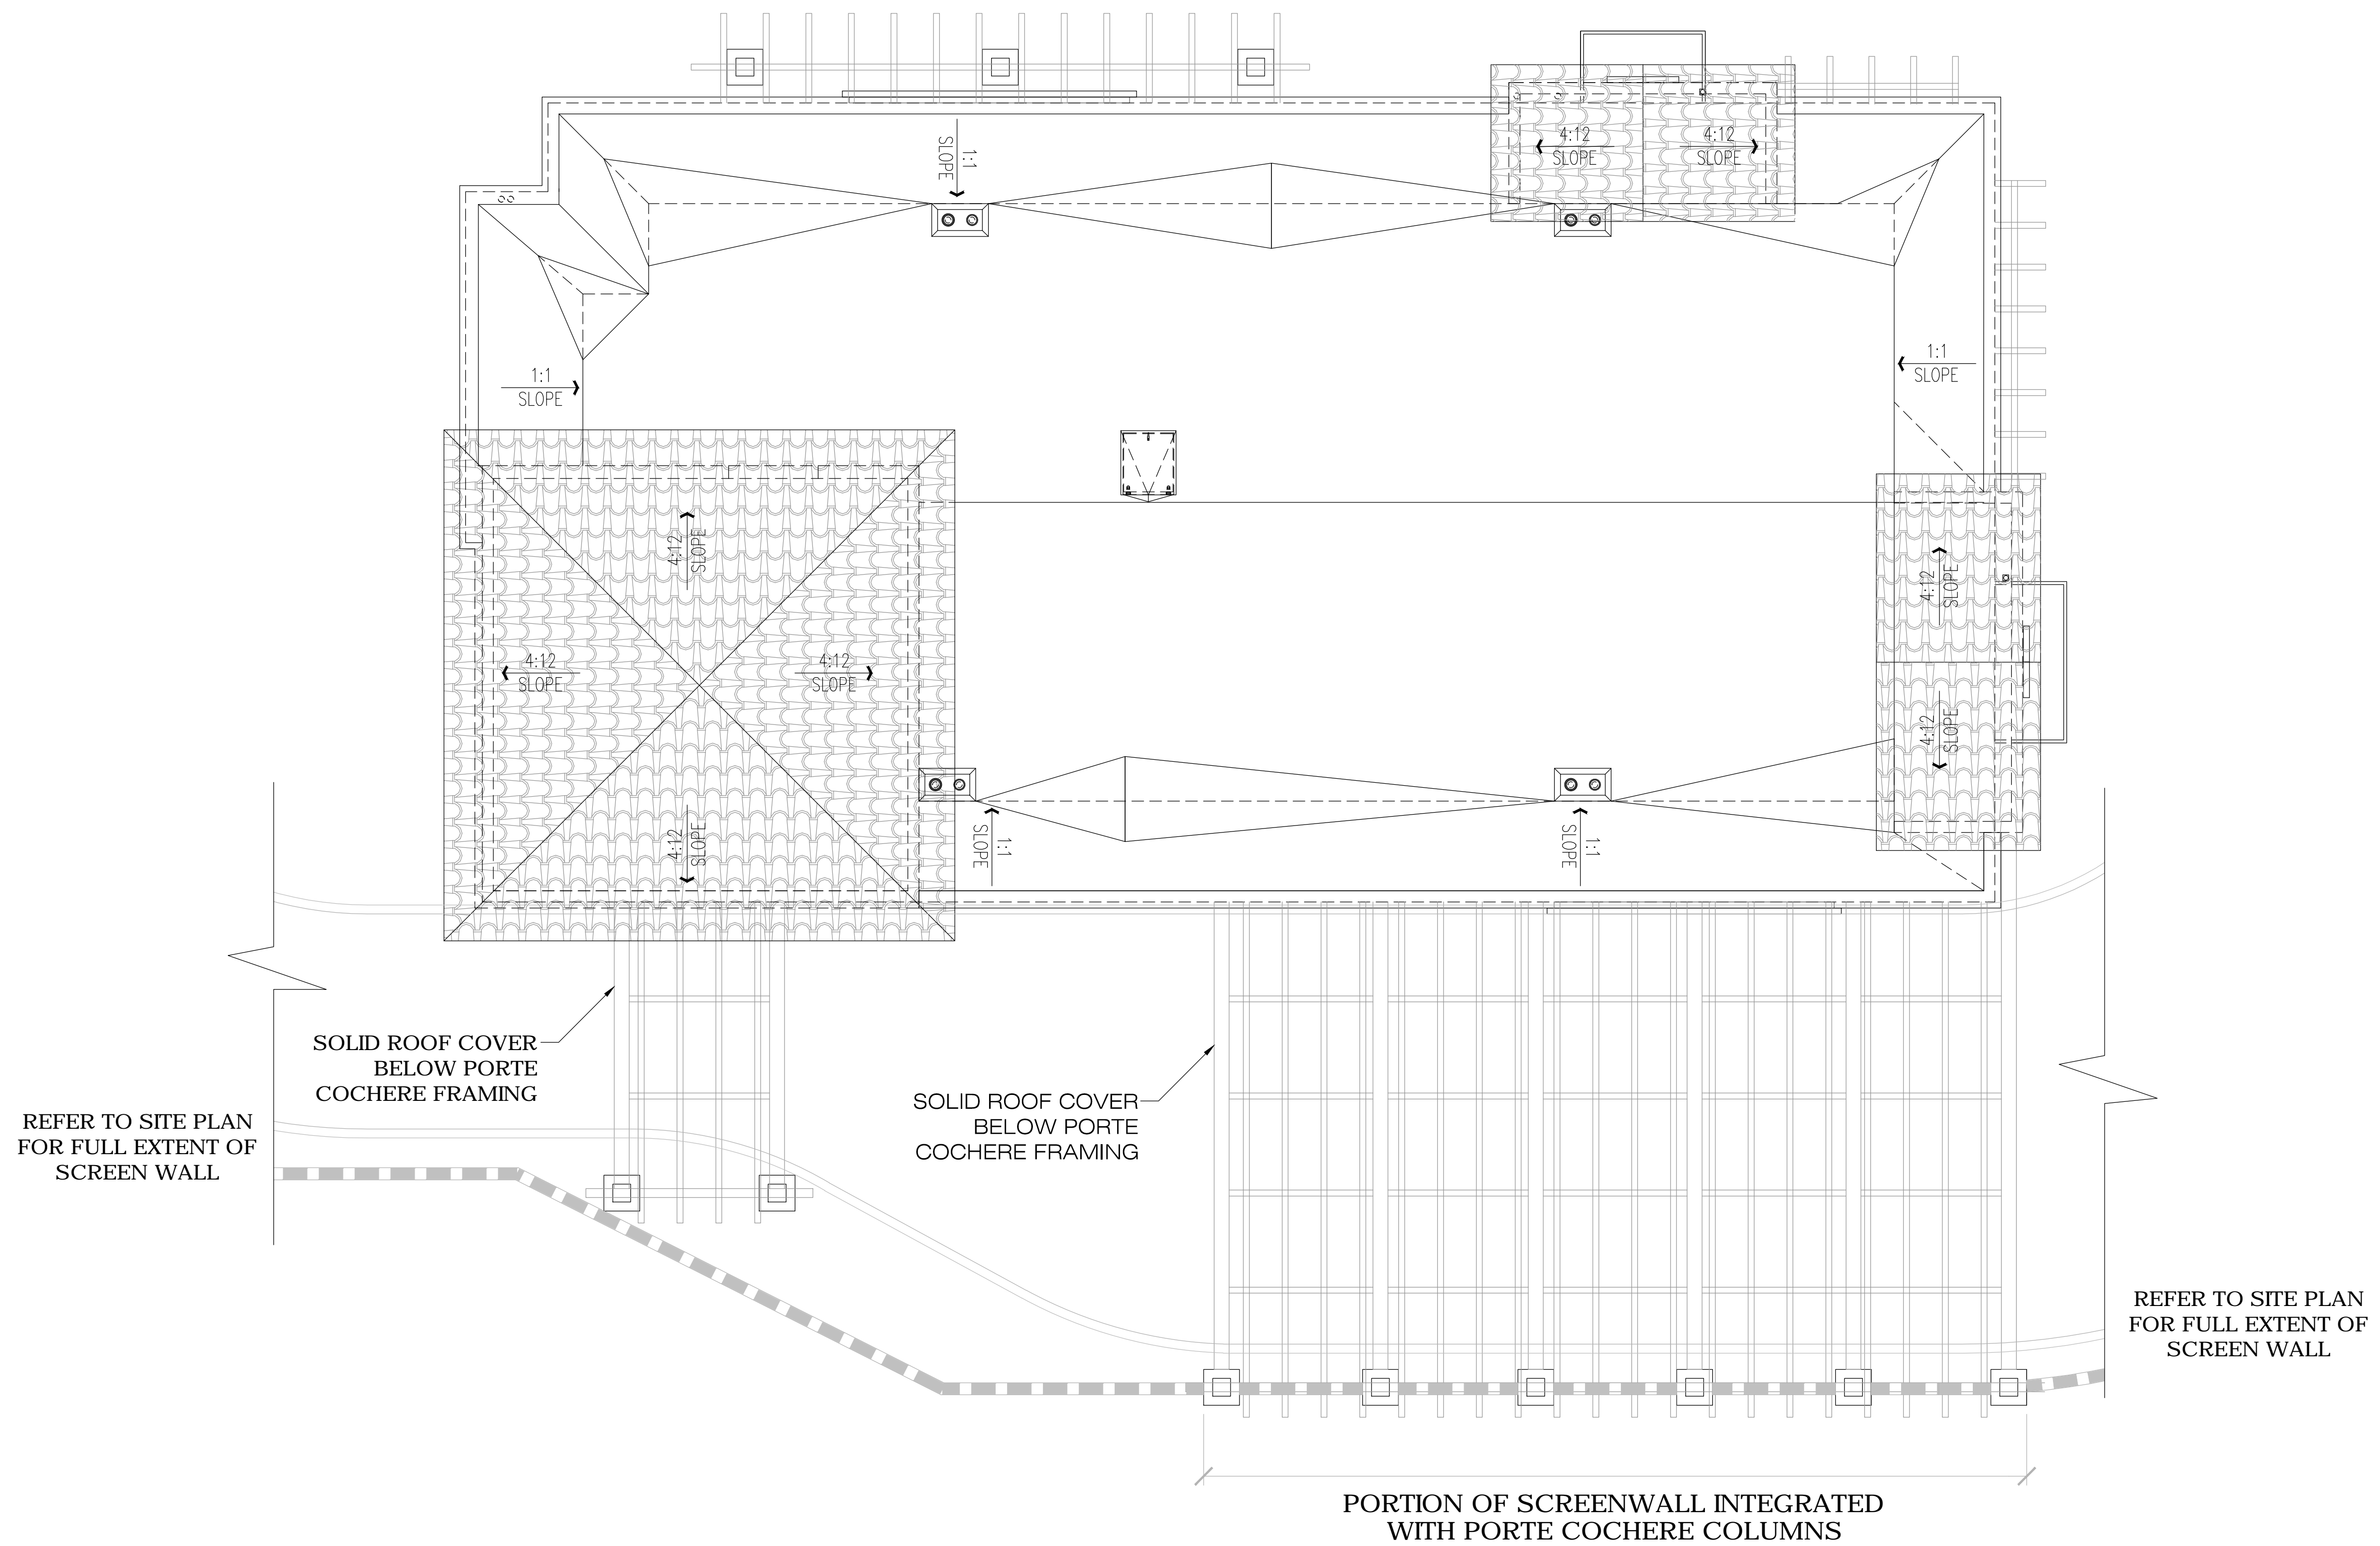 1:1
SLOPE
4:12
SLOPE
4:12
SLOPE
1:1
SLOPE
1:1
SLOPE
4:12
SLOPE
4:12
SLOPE
4:12
SLOPE
4:12
SLOPE
4:12
SLOPE
4:12
SLOPE
1:1
SLOPE
1:1
SLOPE
SOLID ROOF COVER
BELOW PORTE
COCHERE FRAMING
SOLID ROOF COVER
BELOW PORTE
COCHERE FRAMING
REFER TO SITE PLAN
FOR FULL EXTENT OF
SCREEN WALL
REFER TO SITE PLAN
FOR FULL EXTENT OF
SCREEN WALL
PORTION OF SCREENWALL INTEGRATED
WITH PORTE COCHERE COLUMNS